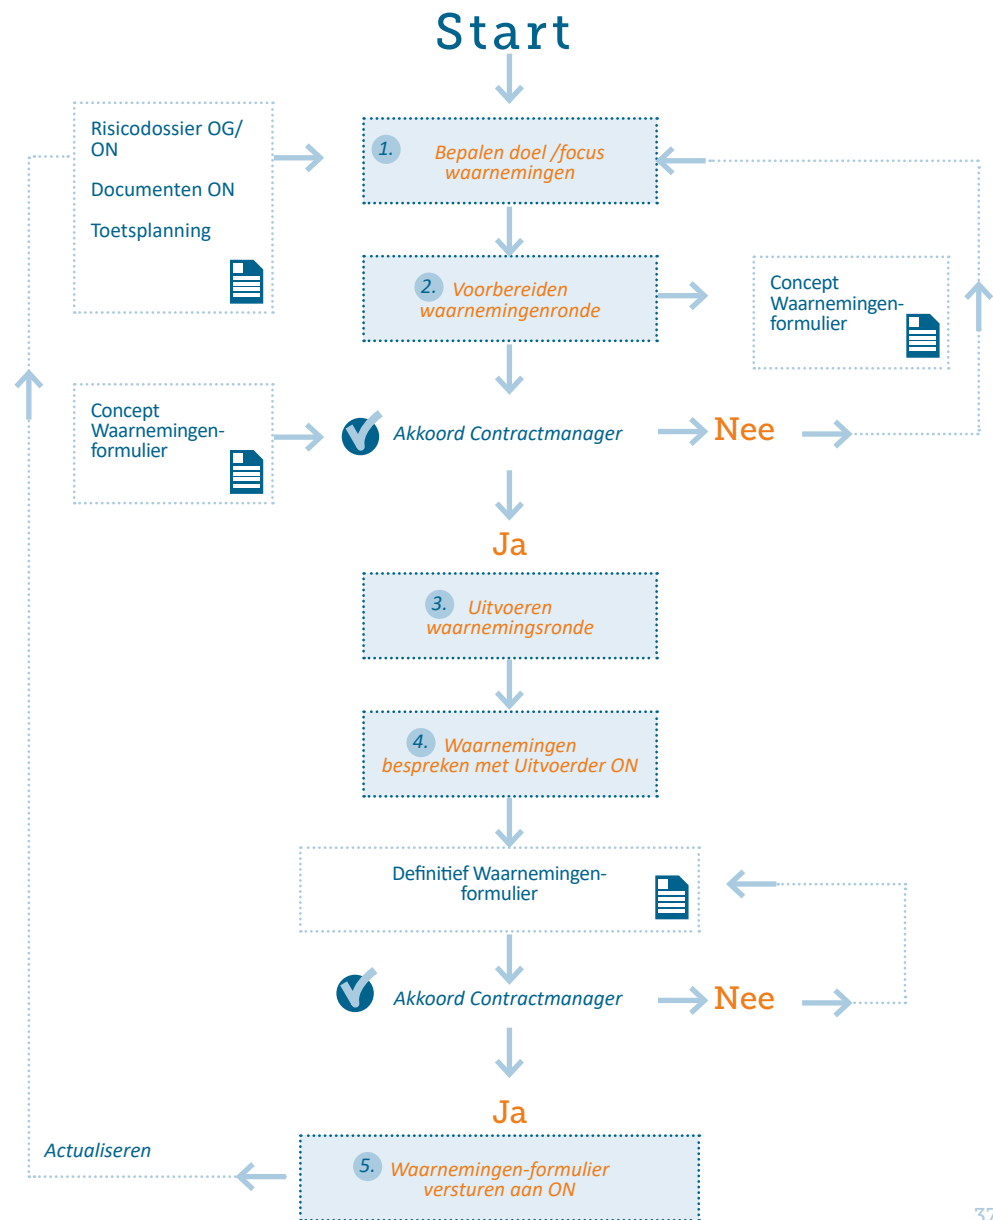 Start
Risicodossier OG/
ON
Documenten ON
Toetsplanning
1. Bepalen doel /focus
waarnemingen
2. Voorbereiden
waarnemingenronde
Concept
Waarnemingen-
formulier
Concept
Waarnemingen-
formulier
Akkoord Contractmanager
Nee
Ja
3. Uitvoeren
waarnemingsronde
4. Waarnemingen
bespreken met Uitvoerder ON
Definitief Waarnemingen-
formulier
Akkoord Contractmanager
Nee
Ja
Actualiseren
5. Waarnemingen-formulier
versturen aan ON
37